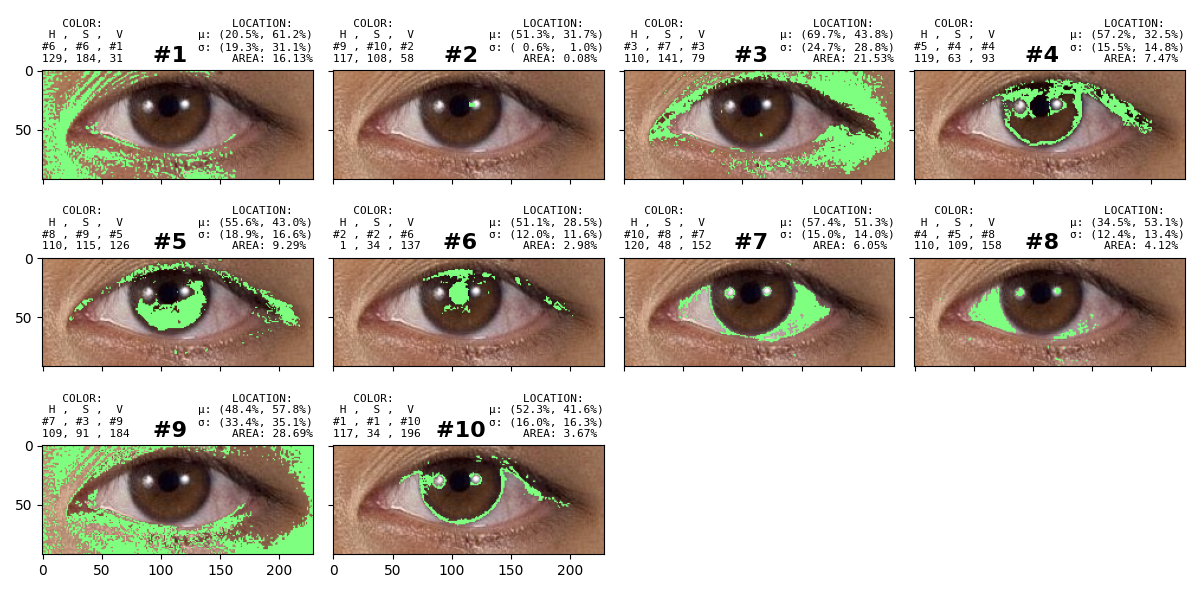 COLOR: LOCATION:
H , S , V μ: (20.5%, 61.2%)
#6 , #6 , #1 σ: (19.3%, 31.1%)
129, 184, 31 #1 AREA: 16.13%
COLOR: LOCATION:
H , S , V μ: (51.3%, 31.7%)
#9 , #10, #2 σ: ( 0.6%, 1.0%)
117, 108, 58 #2 AREA: 0.08%
COLOR: LOCATION:
H , S , V μ: (69.7%, 43.8%)
#3 , #7 , #3 σ: (24.7%, 28.8%)
110, 141, 79 #3 AREA: 21.53%
COLOR: LOCATION:
H , S , V μ: (57.2%, 32.5%)
#5 , #4 , #4 σ: (15.5%, 14.8%)
119, 63 , 93 #4 AREA: 7.47%
0
50
COLOR: LOCATION:
H , S , V μ: (55.6%, 43.0%)
#8 , #9 , #5 σ: (18.9%, 16.6%)
110, 115, 126 #5 AREA: 9.29%
COLOR: LOCATION:
H , S , V μ: (51.1%, 28.5%)
#2 , #2 , #6 σ: (12.0%, 11.6%)
1 , 34 , 137 #6 AREA: 2.98%
COLOR: LOCATION:
H , S , V μ: (57.4%, 51.3%)
#10, #8 , #7 σ: (15.0%, 14.0%)
120, 48 , 152 #7 AREA: 6.05%
COLOR: LOCATION:
H , S , V μ: (34.5%, 53.1%)
#4 , #5 , #8 σ: (12.4%, 13.4%)
110, 109, 158 #8 AREA: 4.12%
0
50
COLOR: LOCATION:
H , S , V μ: (48.4%, 57.8%)
#7 , #3 , #9 σ: (33.4%, 35.1%)
109, 91 , 184 #9 AREA: 28.69%
COLOR: LOCATION:
H , S , V μ: (52.3%, 41.6%)
#1 , #1 , #10 σ: (16.0%, 16.3%)
117, 34 , 196 #10 AREA: 3.67%
0
50
0 50 100 150 200
0 50 100 150 200